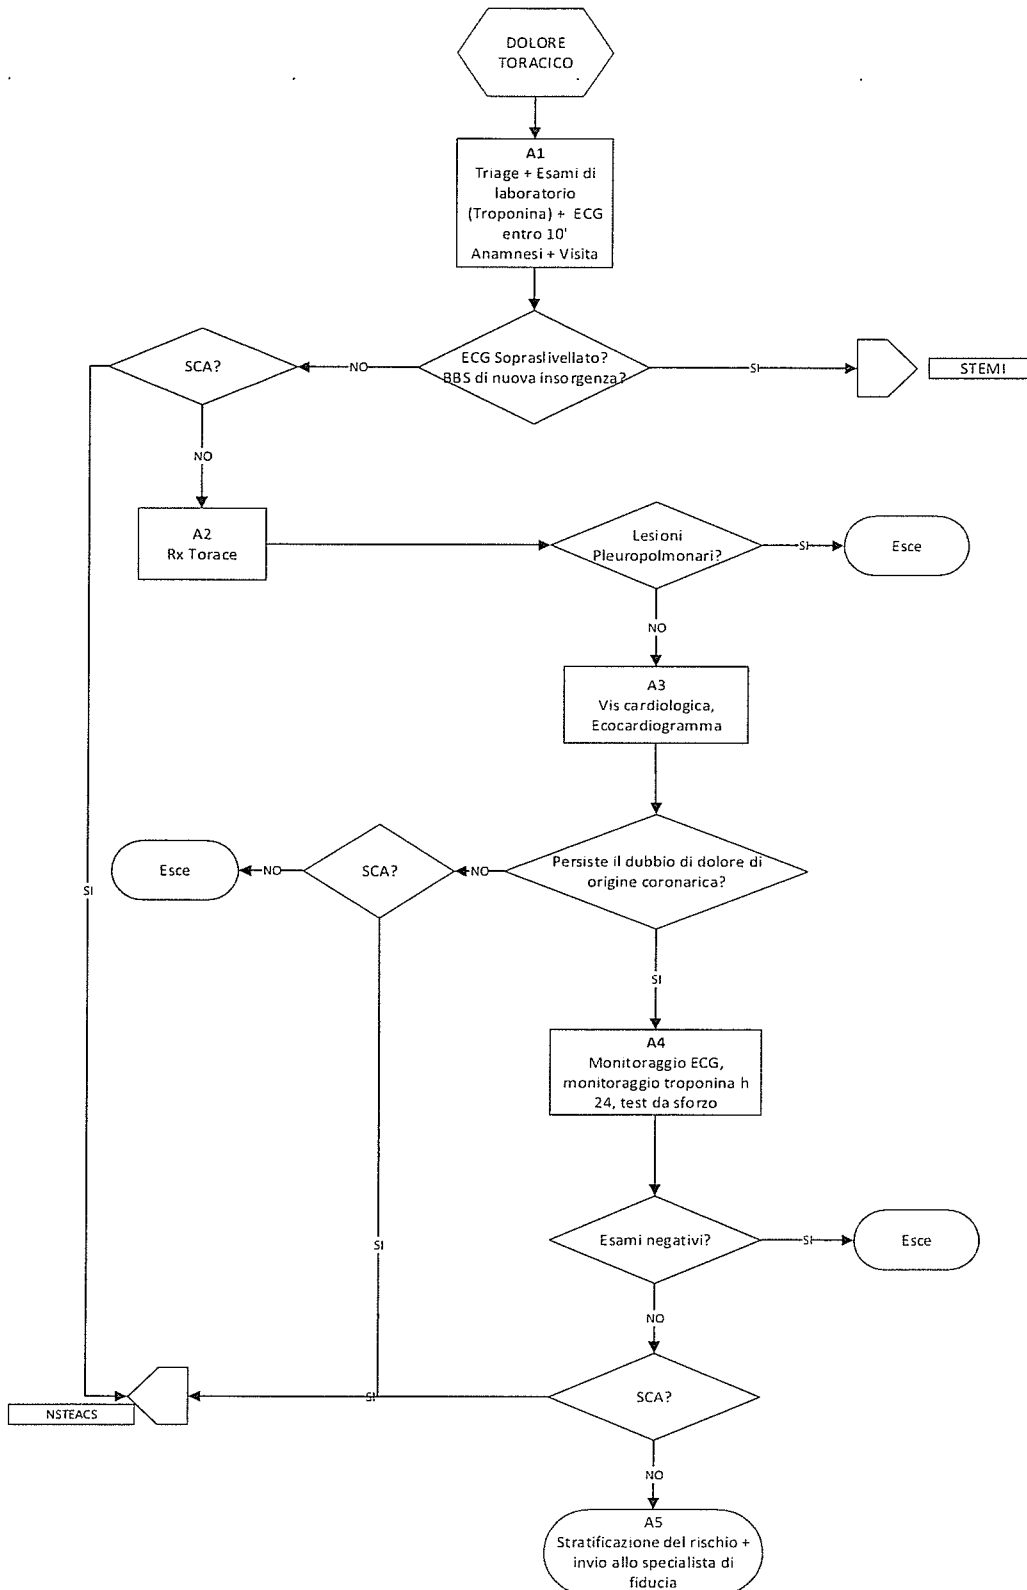 DOLORE
TORACICO
A1
Triage + Esami di
laboratorio
(Troponina) + ECG
entro 10'
Anamnesi + Visita
ECG Sopraslivellato?
BBS di nuova insorgenza?
SCA?
NO
SI
STEMI
NO
A2
Rx Torace
Lesioni
Pleuropolmonari?
SI
Esce
NO
A3
Vis cardiologica,
Ecocardiogramma
Persiste il dubbio di dolore di
origine coronarica?
NO
SCA?
NO
Esce
SI
SI
A4
Monitoraggio ECG,
monitoraggio troponina h
24, test da sforzo
Esami negativi?
SI
Esce
SI
NO
SCA?
SI
NSTEACS
NO
A5
Stratificazione del rischio +
invio allo specialista di
fiducia